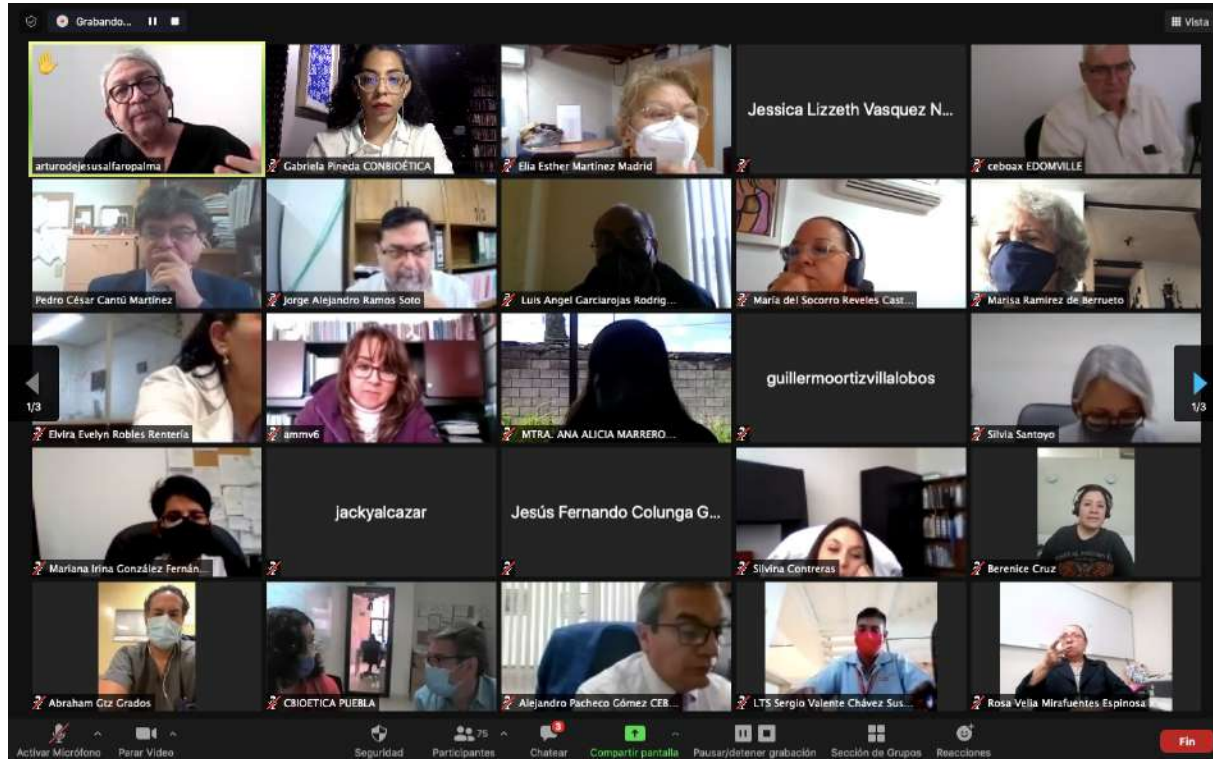 Grabando...
Vista
arturodejesusalfaropalma
Gabriela Pineda CONBIOÉTICA
Elia Esther Martínez Madrid
Jessica Lizzeth Vasquez N...
ceboax EDOMVILLE
Pedro César Cantú Martínez
Jorge Alejandro Ramos Soto
Luis Angel Garciarojas Rodrig...
María del Socorro Reveles Cast...
Marisa Ramirez de Berrueto
1/3
Elvira Evelyn Robles Rentería
ammv6
MTRA. ANA ALICIA MARRERO...
guillermoortizvillalobos
Silvia Santoyo
1/3
Mariana Irina González Fernán...
jackyalcazar
Jesús Fernando Colunga G...
Silvina Contreras
Berenice Cruz
Abraham Gtz Grados
CBIOETICA PUEBLA
Alejandro Pacheco Gómez CEB...
LTS Sergio Valente Chávez Sus...
Rosa Velia Mirafuentes Espinosa
Activar Micrófono
Parar Video
Seguridad
75
Participantes
3
Chatear
Compartir pantalla
Pausar/detener grabación
Sección de Grupos
Reacciones
Fin